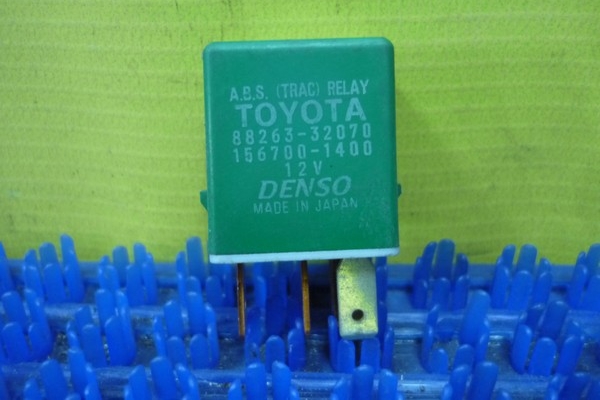 A.B.S. (TRAC) RELAY
TOYOTA
88263-32070
156700-1400
12V
DENSO
MADE IN JAPAN